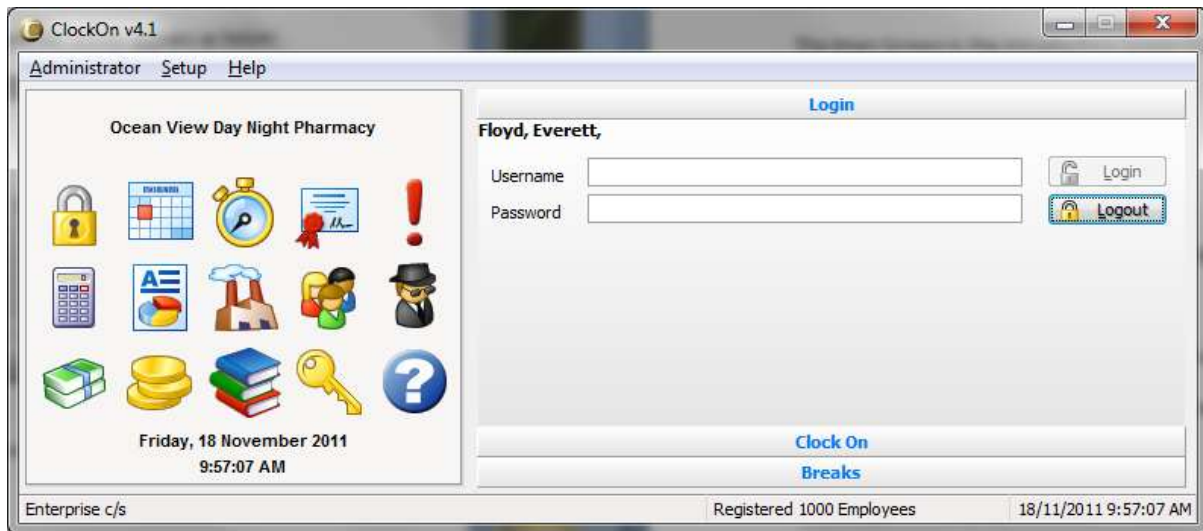 ClockOn v4.1
Administrator Setup Help
Ocean View Day Night Pharmacy
Friday, 18 November 2011
9:57:07 AM
Login
Floyd, Everett,
Username
Login
Password
Logout
Clock On
Breaks
Enterprise c/s
Registered 1000 Employees
18/11/2011 9:57:07 AM